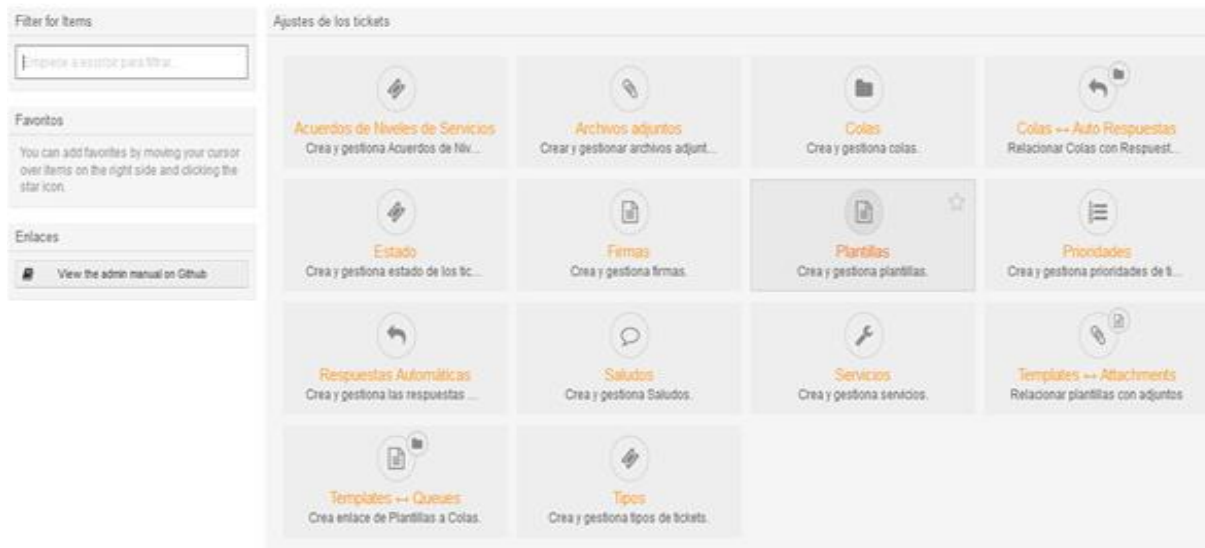 Filter for Items
Empiece a escribir para filtrar...
Favoritos
You can add favorites by moving your cursor
over items on the right side and clicking the
star icon.
Enlaces
View the admin manual on Github
Ajustes de los tickets
Acuerdos de Niveles de Servicios
Crea y gestiona Acuerdos de Niv...
Archivos adjuntos
Crear y gestionar archivos adjunt...
Colas
Crea y gestiona colas.
Colas ↔ Auto Respuestas
Relacionar Colas con Respuest...
Estado
Crea y gestiona estado de los tic...
Firmas
Crea y gestiona firmas.
Plantillas
Crea y gestiona plantillas.
Prioridades
Crea y gestiona prioridades de ti...
Respuestas Automáticas
Crea y gestiona las respuestas ...
Saludos
Crea y gestiona Saludos.
Servicios
Crea y gestiona servicios.
Templates ↔ Attachments
Relacionar plantillas con adjuntos
Templates ↔ Queues
Crea enlace de Plantillas a Colas.
Tipos
Crea y gestiona tipos de tickets.